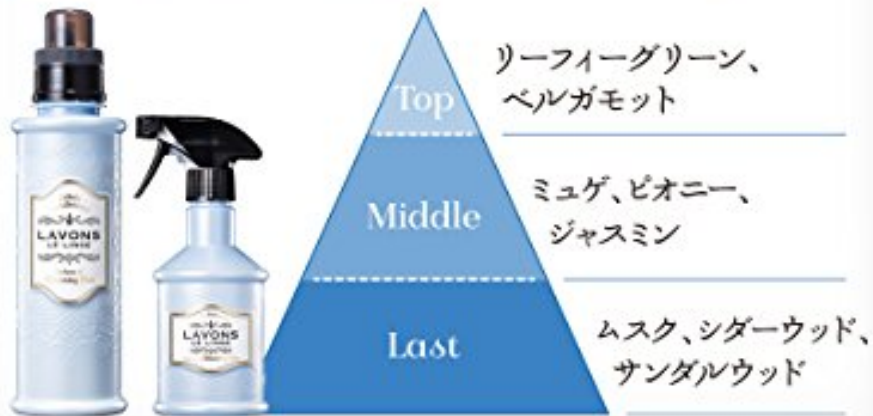 LAVONS
LE LINGE
LAVONS
LE LINGE
Top
リーフィーグリーン、
ベルガモット
Middle
ミュゲ、ピオニー、
ジャスミン
Last
ムスク、シダーウッド、
サンダルウッド